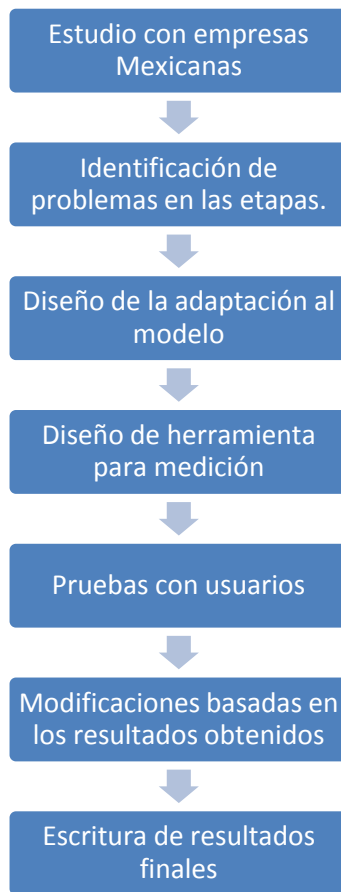 Estudio con empresas
Mexicanas
Identificación de
problemas en las etapas.
Diseño de la adaptación al
modelo
Diseño de herramienta
para medición
Pruebas con usuarios
Modificaciones basadas en
los resultados obtenidos
Escritura de resultados
finales